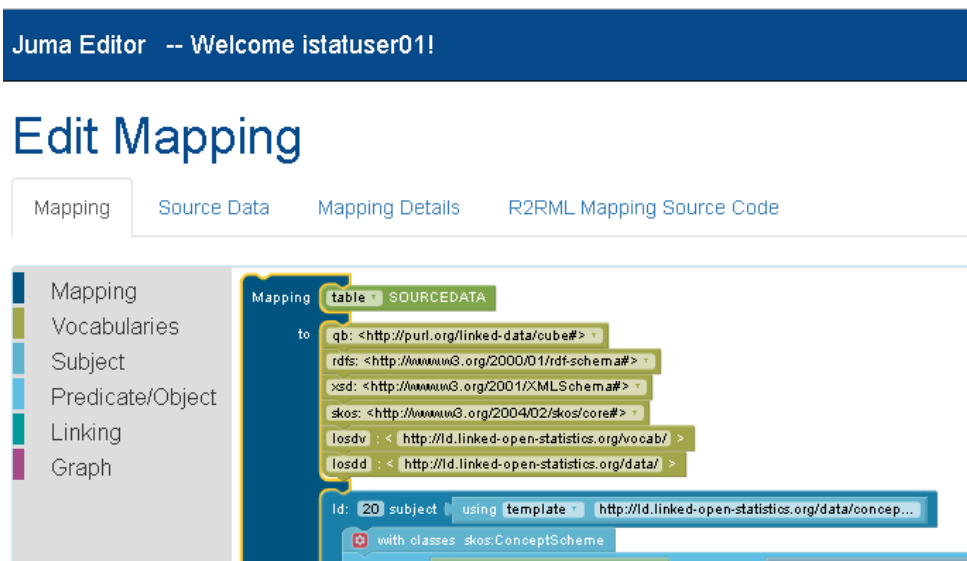 Juma Editor -- Welcome istatuser01!
Edit Mapping
Mapping Source Data Mapping Details R2RML Mapping Source Code
Mapping
Vocabularies
Subject
Predicate/Object
Linking
Graph
Mapping table SOURCEDATA
to qb: <http://purl.org/linked-data/cube#>
rdfs: <http://www.w3.org/2000/01/rdf-schema#>
xsd: <http://www.w3.org/2001/XMLSchema#>
skos: <http://www.w3.org/2004/02/skos/core#>
losdv : < http://ld.linked-open-statistics.org/vocab/ >
losdd : < http://ld.linked-open-statistics.org/data/ >
Id: 20 subject using template http://ld.linked-open-statistics.org/data/concep...
with classes skos:ConceptScheme